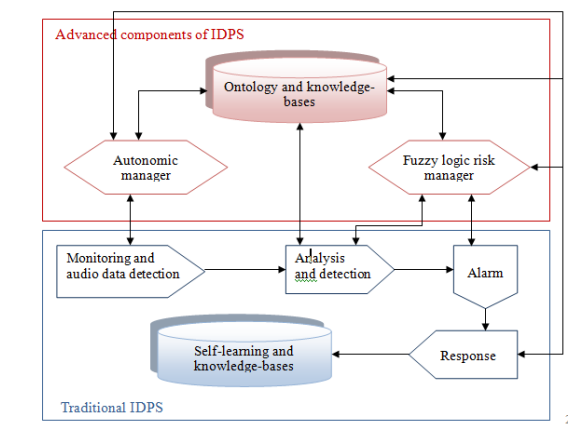 Advanced components of IDPS
Ontology and knowledge-
bases
Autonomic
manager
Fuzzy logic risk
manager
Monitoring and
audio data detection
Analysis
and detection
Alarm
Self-learning and
knowledge-bases
Response
Traditional IDPS
2